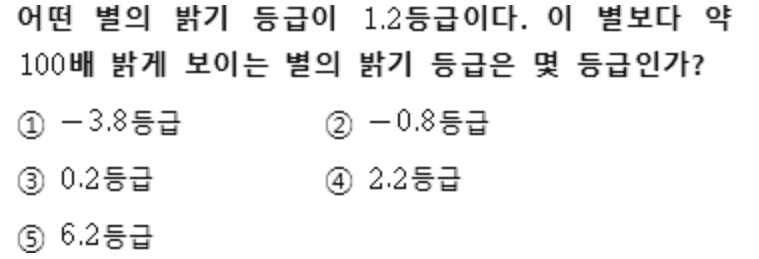 어떤 별의 밝기 등급이 1.2등급이다. 이 별보다 약
100배 밝게 보이는 별의 밝기 등급은 몇 등급인가?
① -3.8등급 ② -0.8등급
③ 0.2등급 ④ 2.2등급
⑤ 6.2등급